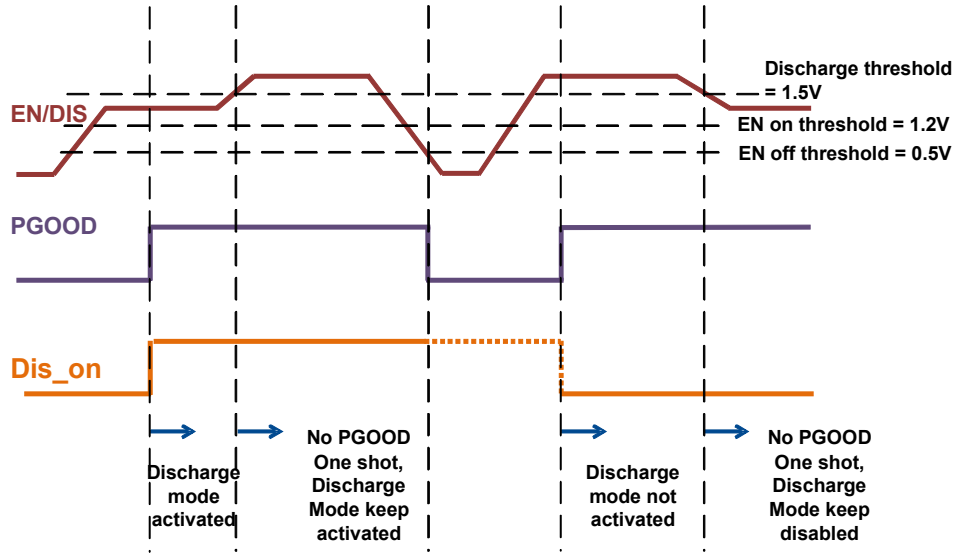 Discharge threshold
= 1.5V
EN/DIS
EN on threshold = 1.2V
EN off threshold = 0.5V
PGOOD
Dis_on
Discharge
mode
activated
No PGOOD
One shot,
Discharge
Mode keep
activated
Discharge
mode not
activated
No PGOOD
One shot,
Discharge
Mode keep
disabled